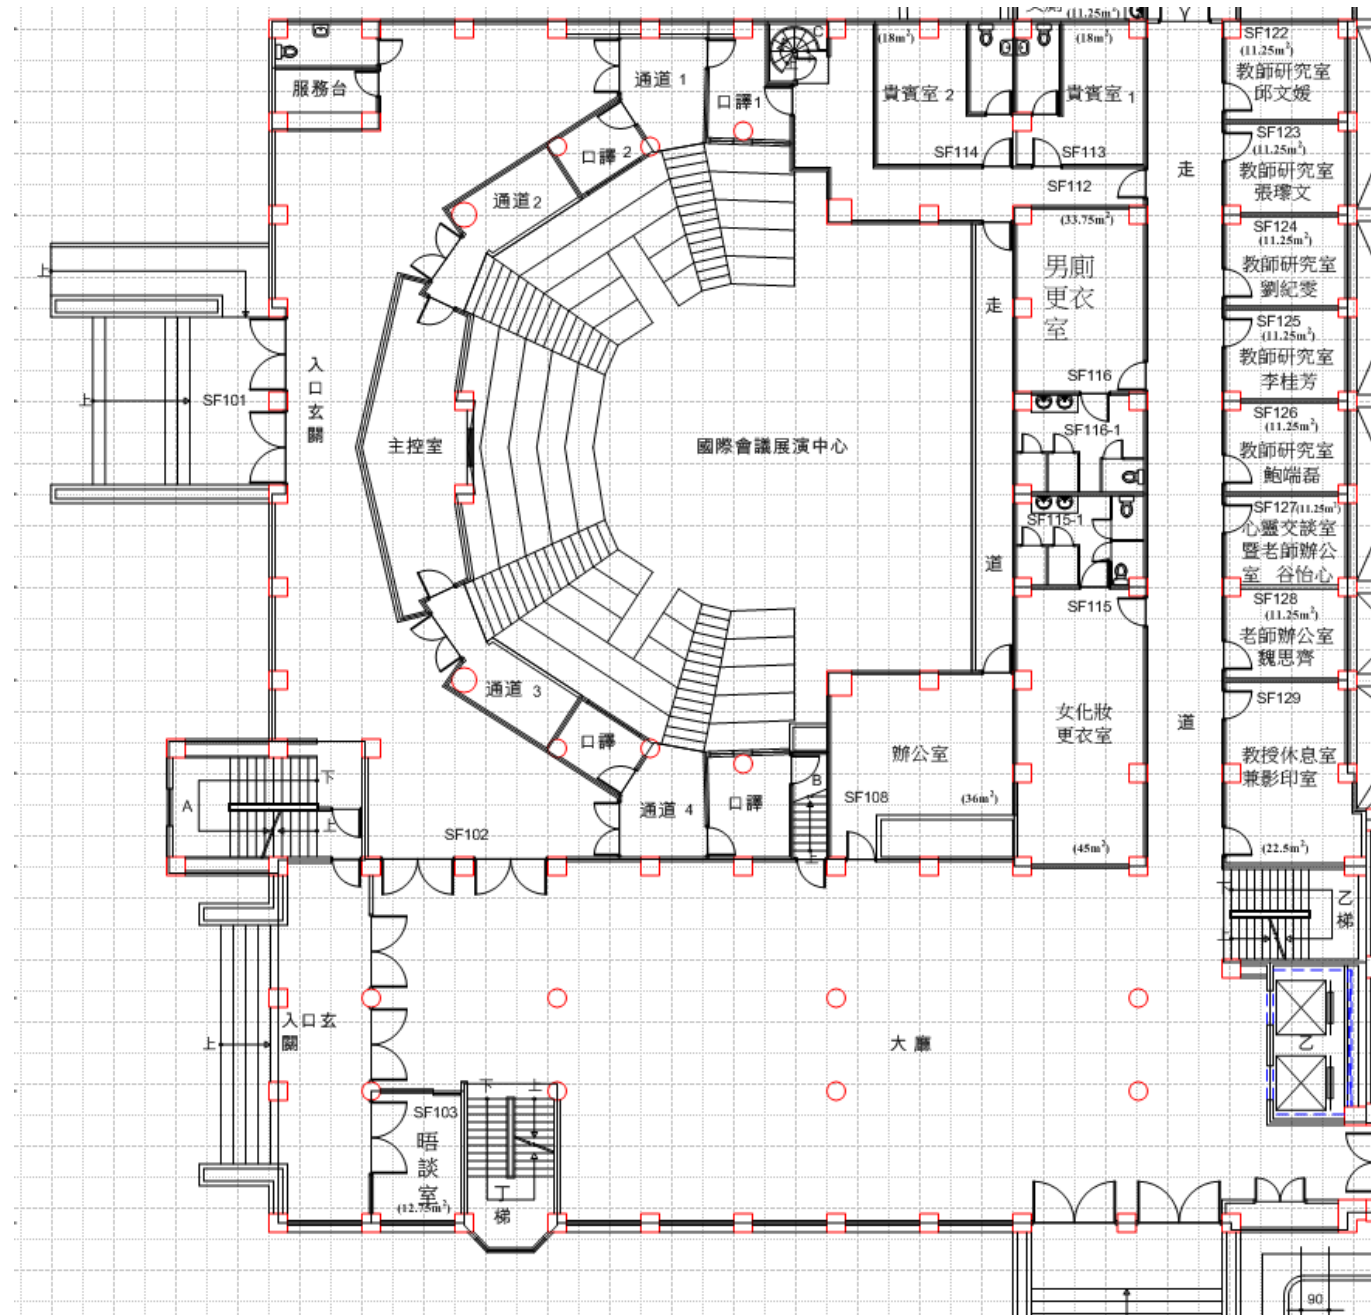 (11.25m²)
C
上
服務台
通道 1
口譯1
(18m²)
貴賓室 2
(18m²)
貴賓室 1
SF122
(11.25m²)
教師研究室
邱文媛
口譯 2
SF114
SF113
SF112
走
SF123
(11.25m²)
教師研究室
張瓈文
通道2
(33.75m²)
男廁
更衣
室
SF116
走
SF124
(11.25m²)
教師研究室
劉紀雯
上
SF125
(11.25m²)
教師研究室
李桂芳
上
SF101
入
口
玄
關
主控室
國際會議展演中心
SF116-1
SF126
(11.25m²)
教師研究室
鮑端磊
SF115-1
SF127(11.25m²)
心靈交談室
暨老師辦公
室 谷怡心
道
SF115
SF128
(11.25m²)
老師辦公室
魏思齊
通道 3
女化妝
更衣室
道
SF129
教授休息室
兼影印室
口譯
辦公室
下
A
上
通道 4
口譯
B
上
SF108
(36m²)
SF102
(45m²)
(22.5m²)
下
乙
梯
上
入口玄
關
上
大廳
乙
下
上
SF103
晤
談
室
(12.75m²)
丁
梯
90